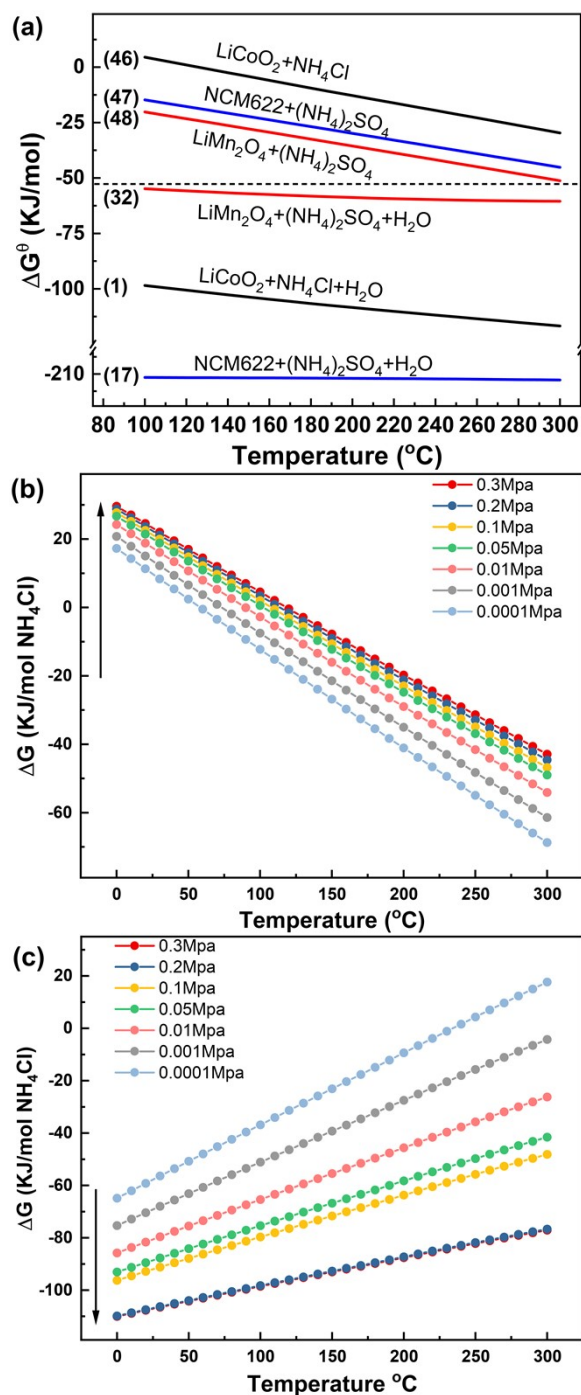 (a)
(46)
LiCoO₂+NH₄Cl
0
(47)
NCM622+(NH₄)₂SO₄
-25
(48)
LiMn₂O₄+(NH₄)₂SO₄
-50
(32)
LiMn₂O₄+(NH₄)₂SO₄+H₂O
-75
LiCoO₂+NH₄Cl+H₂O
(1)
-100
NCM622+(NH₄)₂SO₄+H₂O
-210
(17)
ΔG^θ (KJ/mol)
80 100 120 140 160 180 200 220 240 260 280 300
Temperature (°C)
(b)
0.3Mpa
0.2Mpa
0.1Mpa
0.05Mpa
0.01Mpa
0.001Mpa
0.0001Mpa
20
0
-20
-40
-60
ΔG (KJ/mol NH₄Cl)
0 50 100 150 200 250 300
Temperature (°C)
(c)
0.3Mpa
0.2Mpa
0.1Mpa
0.05Mpa
0.01Mpa
0.001Mpa
0.0001Mpa
20
0
-20
-40
-60
-80
-100
ΔG (KJ/mol NH₄Cl)
0 50 100 150 200 250 300
Temperature °C